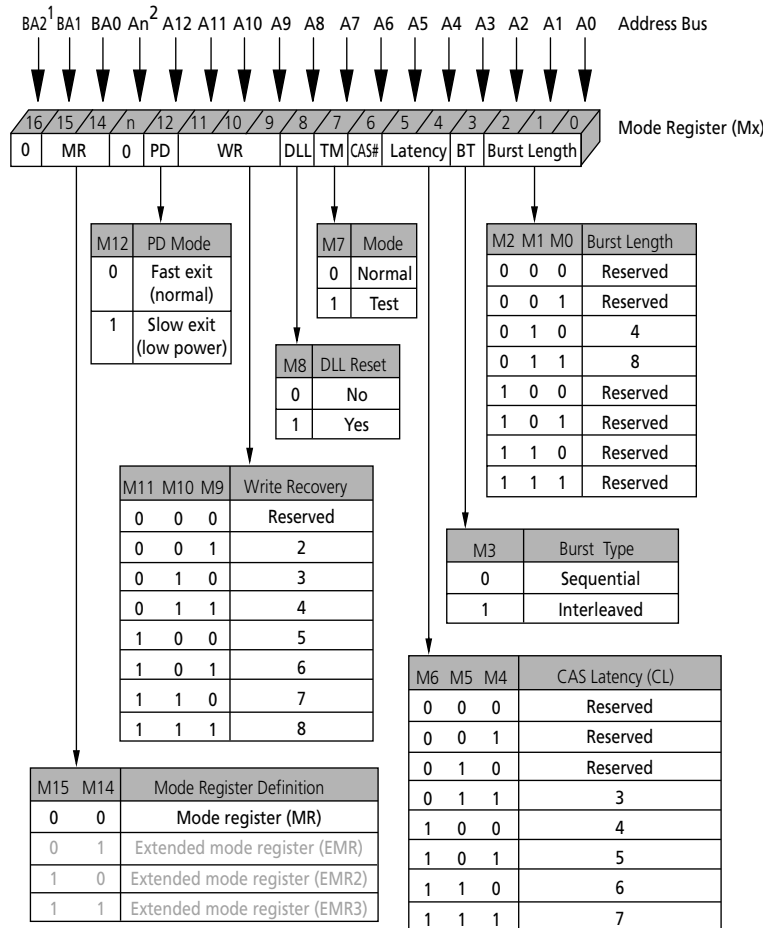 BA2¹ BA1 BA0 An² A12 A11 A10 A9 A8 A7 A6 A5 A4 A3 A2 A1 A0 Address Bus
16 15 14 n 12 11 10 9 8 7 6 5 4 3 2 1 0 Mode Register (Mx)
0 MR 0 PD WR DLL TM CAS# Latency BT Burst Length
M12 PD Mode
0 Fast exit
(normal)
1 Slow exit
(low power)
M7 Mode
0 Normal
1 Test
M2 M1 M0 Burst Length
0 0 0 Reserved
0 0 1 Reserved
0 1 0 4
0 1 1 8
1 0 0 Reserved
1 0 1 Reserved
1 1 0 Reserved
1 1 1 Reserved
M8 DLL Reset
0 No
1 Yes
M11 M10 M9 Write Recovery
0 0 0 Reserved
0 0 1 2
0 1 0 3
0 1 1 4
1 0 0 5
1 0 1 6
1 1 0 7
1 1 1 8
M3 Burst Type
0 Sequential
1 Interleaved
M6 M5 M4 CAS Latency (CL)
0 0 0 Reserved
0 0 1 Reserved
0 1 0 Reserved
0 1 1 3
1 0 0 4
1 0 1 5
1 1 0 6
1 1 1 7
M15 M14 Mode Register Definition
0 0 Mode register (MR)
0 1 Extended mode register (EMR)
1 0 Extended mode register (EMR2)
1 1 Extended mode register (EMR3)